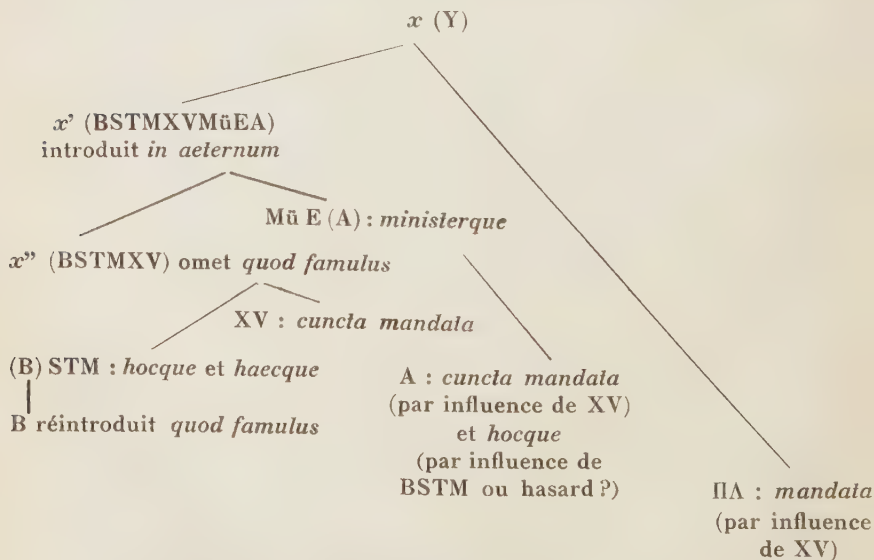 x (Y)
x’ (BSTMXVMüEA)
introduit in aeternum
Mü E (A) : ministerque
x” (BSTMXV) omet quod famulus
XV : cuncta mandata
(B) STM : hocque et haecque
B réintroduit quod famulus
A : cuncta mandata
(par influence de XV)
et hocque
(par influence de
BSTM ou hasard ?)
ΠΛ : mandata
(par influence
de XV)